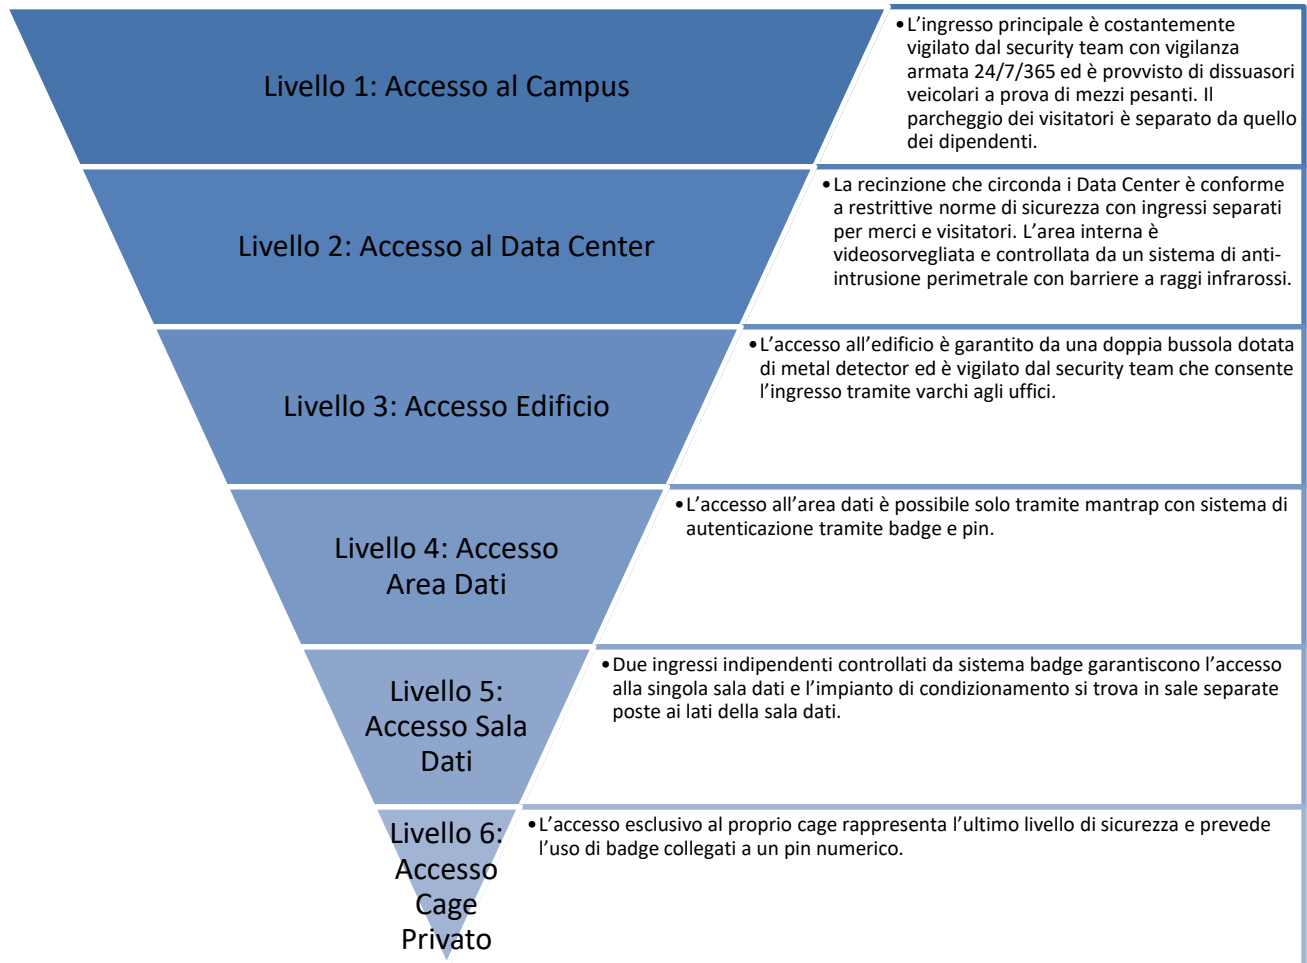 Livello 1: Accesso al Campus
•L’ingresso principale è costantemente
vigilato dal security team con vigilanza
armata 24/7/365 ed è provvisto di dissuasori
veicolari a prova di mezzi pesanti. Il
parcheggio dei visitatori è separato da quello
dei dipendenti.
Livello 2: Accesso al Data Center
•La recinzione che circonda i Data Center è conforme
a restrittive norme di sicurezza con ingressi separati
per merci e visitatori. L’area interna è
videosorvegliata e controllata da un sistema di anti-
intrusione perimetrale con barriere a raggi infrarossi.
Livello 3: Accesso Edificio
•L’accesso all’edificio è garantito da una doppia bussola dotata
di metal detector ed è vigilato dal security team che consente
l’ingresso tramite varchi agli uffici.
Livello 4: Accesso
Area Dati
•L’accesso all’area dati è possibile solo tramite mantrap con sistema di
autenticazione tramite badge e pin.
Livello 5:
Accesso Sala
Dati
•Due ingressi indipendenti controllati da sistema badge garantiscono l’accesso
alla singola sala dati e l’impianto di condizionamento si trova in sale separate
poste ai lati della sala dati.
Livello 6:
Accesso
Cage
Privato
•L’accesso esclusivo al proprio cage rappresenta l’ultimo livello di sicurezza e prevede
l’uso di badge collegati a un pin numerico.